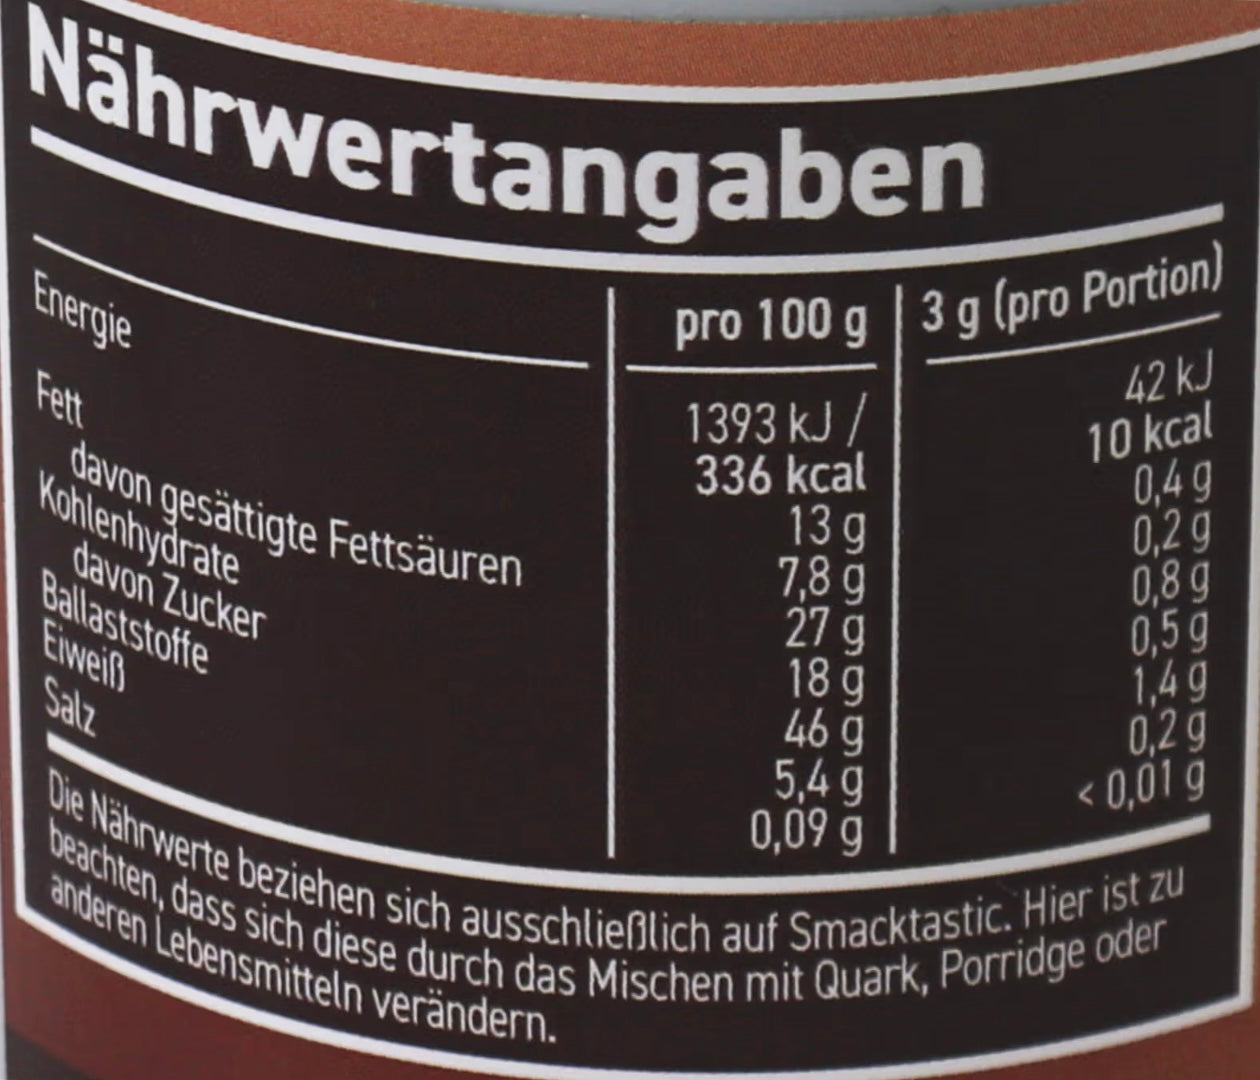 Nährwertangaben
pro 100 g 3 g (pro Portion)
Energie 1393 kJ / 42 kJ
336 kcal 10 kcal
Fett 13 g 0,4 g
davon gesättigte Fettsäuren 7,8 g 0,2 g
Kohlenhydrate 27 g 0,8 g
davon Zucker 18 g 0,5 g
Ballaststoffe 46 g 1,4 g
Eiweiß 5,4 g 0,2 g
Salz 0,09 g < 0,01 g
Die Nährwerte beziehen sich ausschließlich auf Smacktastic. Hier ist zu
beachten, dass sich diese durch das Mischen mit Quark, Porridge oder
anderen Lebensmitteln verändern.